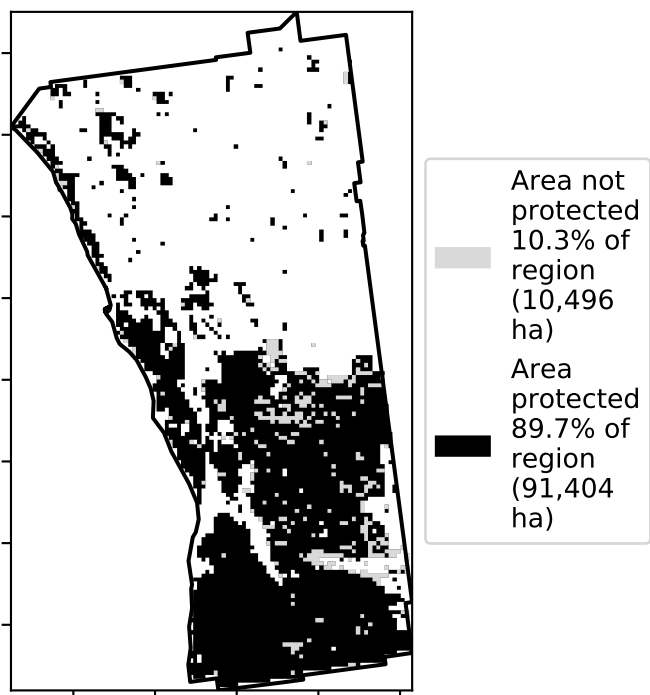 Area not
protected
10.3% of
region
(10,496
ha)
Area
protected
89.7% of
region
(91,404
ha)